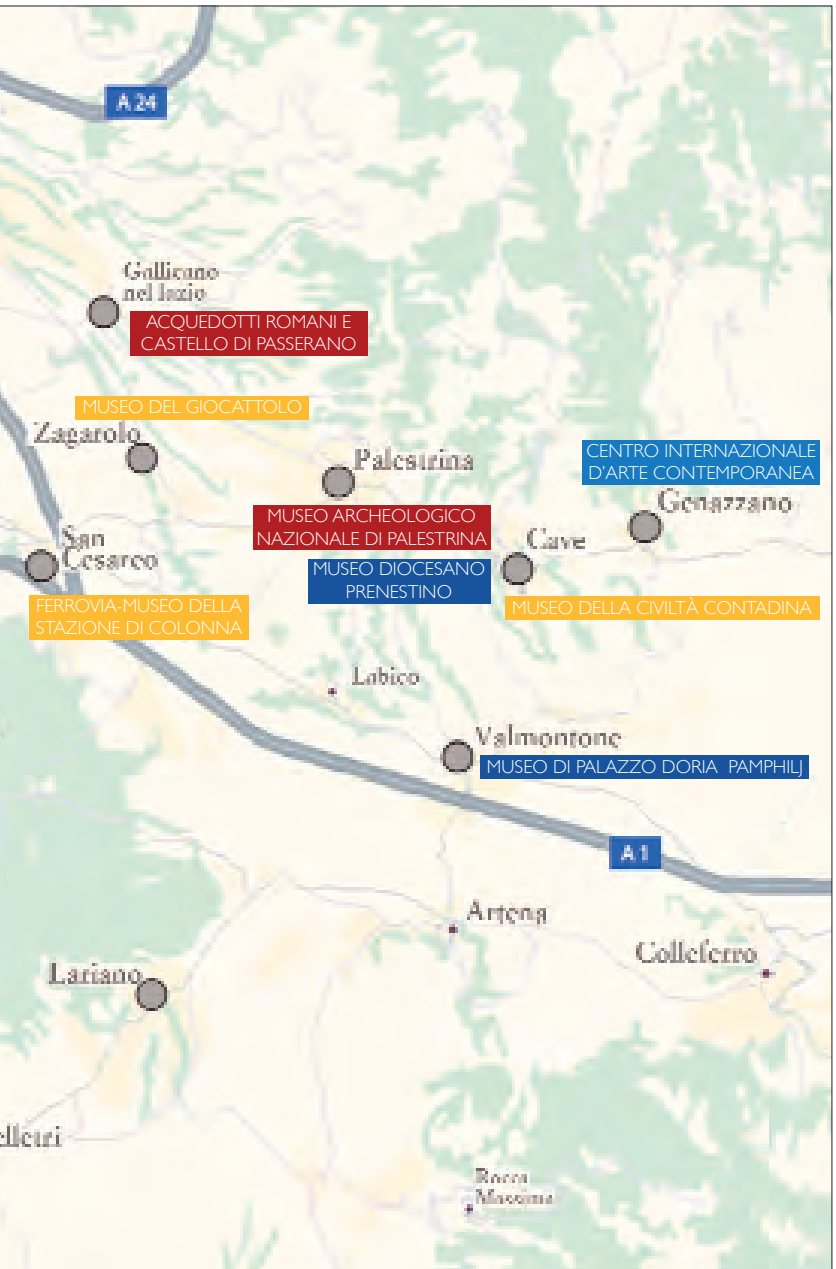 A 24
Gallicano
nel Lazio
ACQUEDOTTI ROMANI E
CASTELLO DI PASSERANO
MUSEO DEL GIOCATTOLO
Zagarolo
Palestrina
CENTRO INTERNAZIONALE
D'ARTE CONTEMPORANEA
Genazzano
MUSEO ARCHEOLOGICO
NAZIONALE DI PALESTRINA
San
Cesareo
Cave
MUSEO DIOCESANO
PRENESTINO
FERROVIA-MUSEO DELLA
STAZIONE DI COLONNA
MUSEO DELLA CIVILTÀ CONTADINA
Labico
Valmontone
MUSEO DI PALAZZO DORIA PAMPHILJ
A 1
Artena
Colleferro
Lariano
elletri
Rocca
Massima